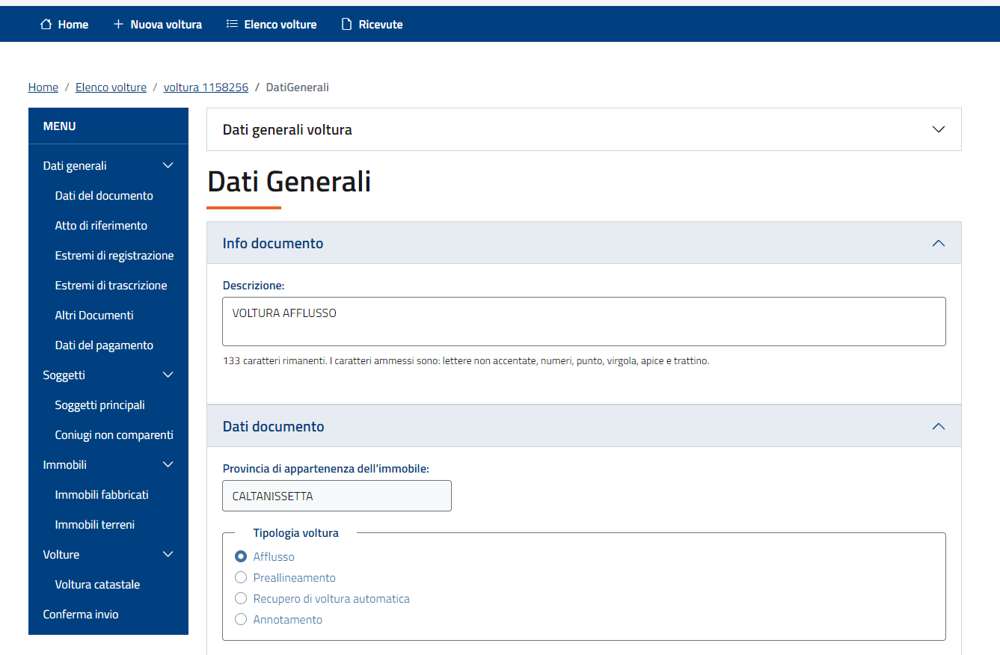 Home Nuova voltura Elenco volture Ricevute
Home / Elenco volture / voltura 1158256 / DatiGenerali
MENU
Dati generali
Dati del documento
Atto di riferimento
Estremi di registrazione
Estremi di trascrizione
Altri Documenti
Dati del pagamento
Soggetti
Soggetti principali
Coniugi non comparenti
Immobili
Immobili fabbricati
Immobili terreni
Volture
Voltura catastale
Conferma invio
Dati generali voltura
Dati Generali
Info documento
Descrizione:
VOLTURA AFFLUSSO
133 caratteri rimanenti. I caratteri ammessi sono: lettere non accentate, numeri, punto, virgola, apice e trattino.
Dati documento
Provincia di appartenenza dell'immobile:
CALTANISSETTA
Tipologia voltura
Afflusso
Preallineamento
Recupero di voltura automatica
Annotamento